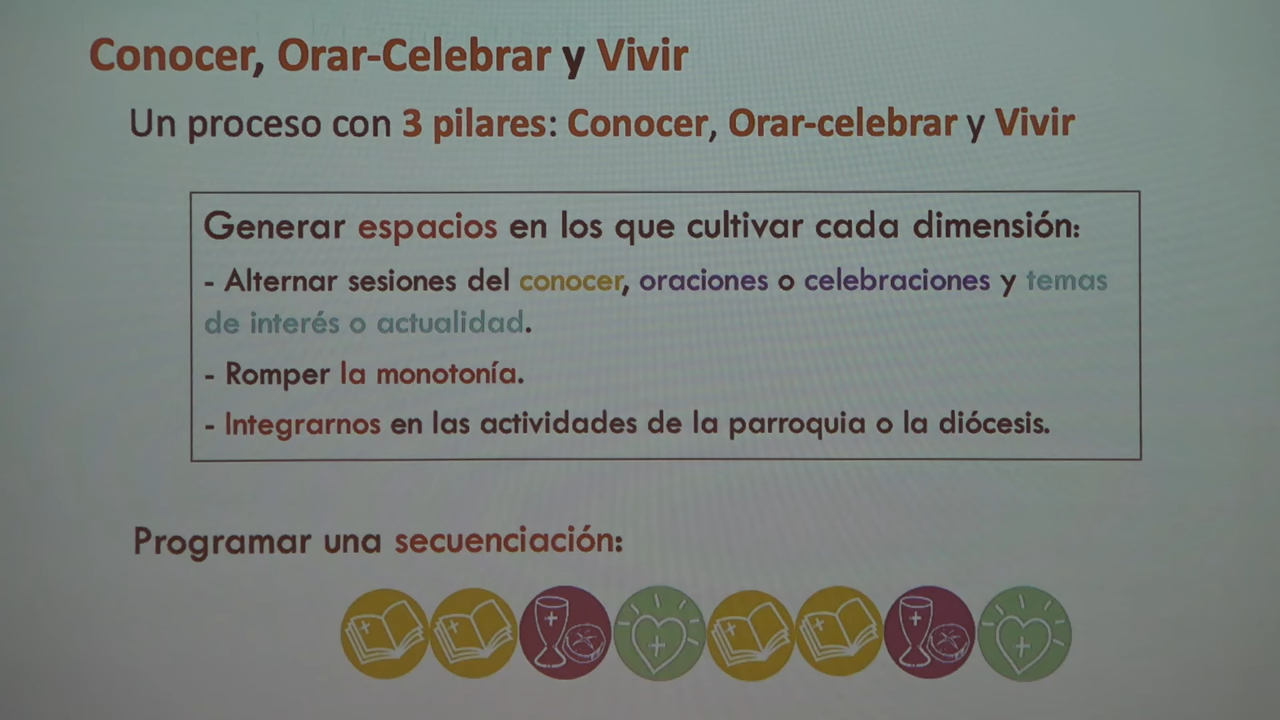 Conocer, Orar-Celebrar y Vivir
Un proceso con 3 pilares: Conocer, Orar-celebrar y Vivir
Generar espacios en los que cultivar cada dimensión:
- Alternar sesiones del conocer, oraciones o celebraciones y temas
de interés o actualidad.
- Romper la monotonía.
- Integrarnos en las actividades de la parroquia o la diócesis.
Programar una secuenciación: